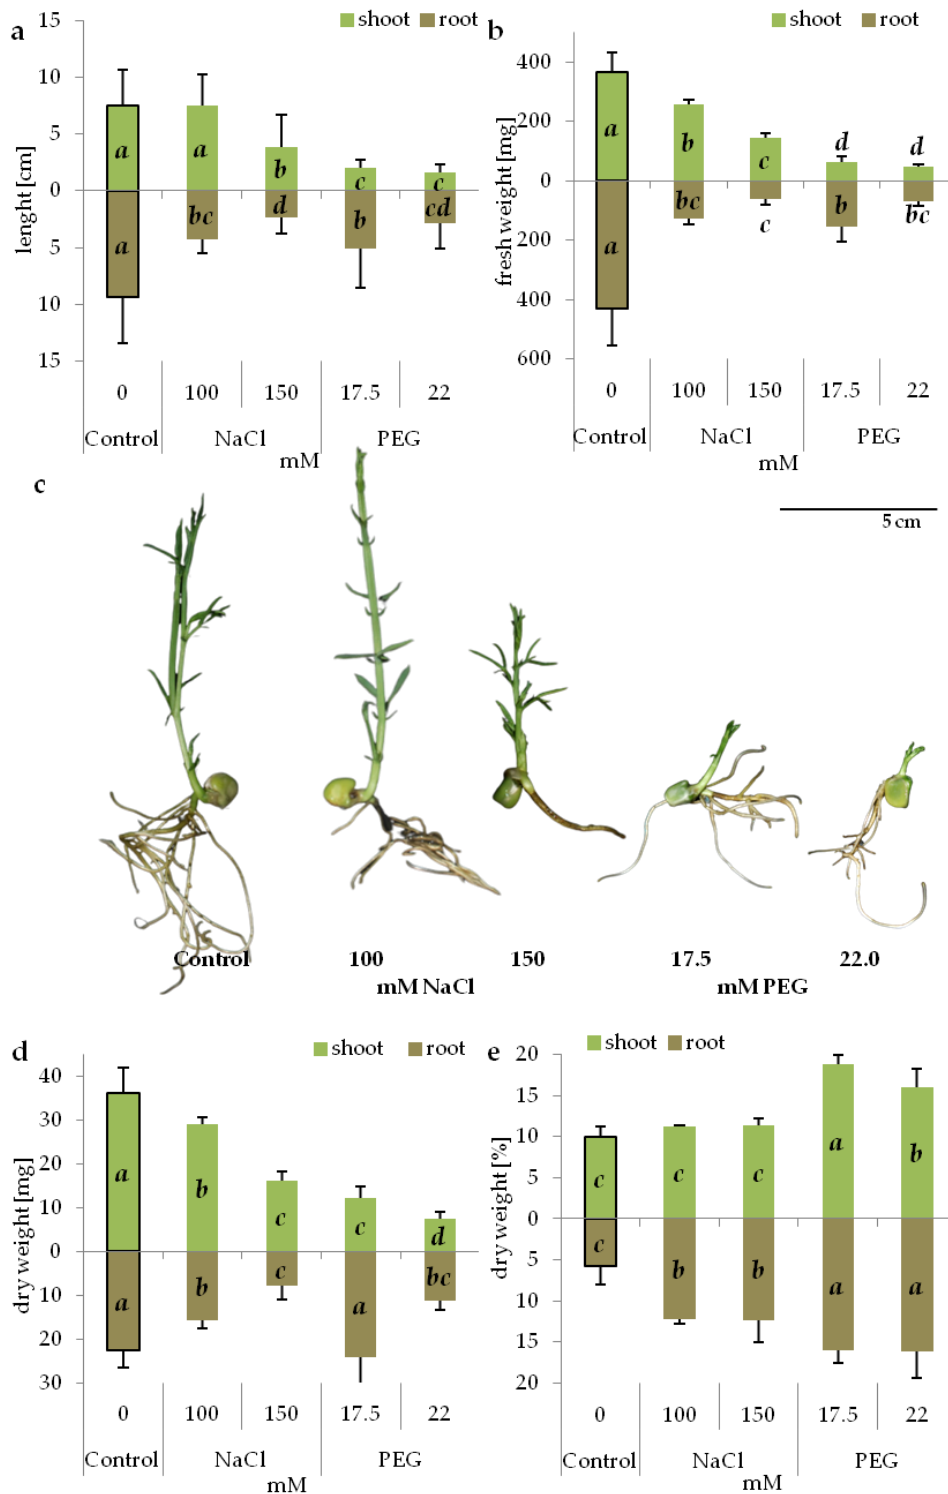 a
shoot root
lenght [cm]
15
10
5
0
5
10
15
a a b c c
a bc d b cd
0 100 150 17.5 22
Control NaCl PEG
mM
b
shoot root
fresh weight [mg]
400
200
0
200
400
600
a b c d d
a bc c b bc
0 100 150 17.5 22
Control NaCl PEG
mM
c
5 cm
Control 100 150 17.5 22.0
mM NaCl mM PEG
d
shoot root
dry weight [mg]
40
30
20
10
0
10
20
30
a b c c d
a b c a bc
0 100 150 17.5 22
Control NaCl PEG
mM
e
shoot root
dry weight [%]
20
15
10
5
0
5
10
15
20
c c c a b
c b b a a
0 100 150 17.5 22
Control NaCl PEG
mM